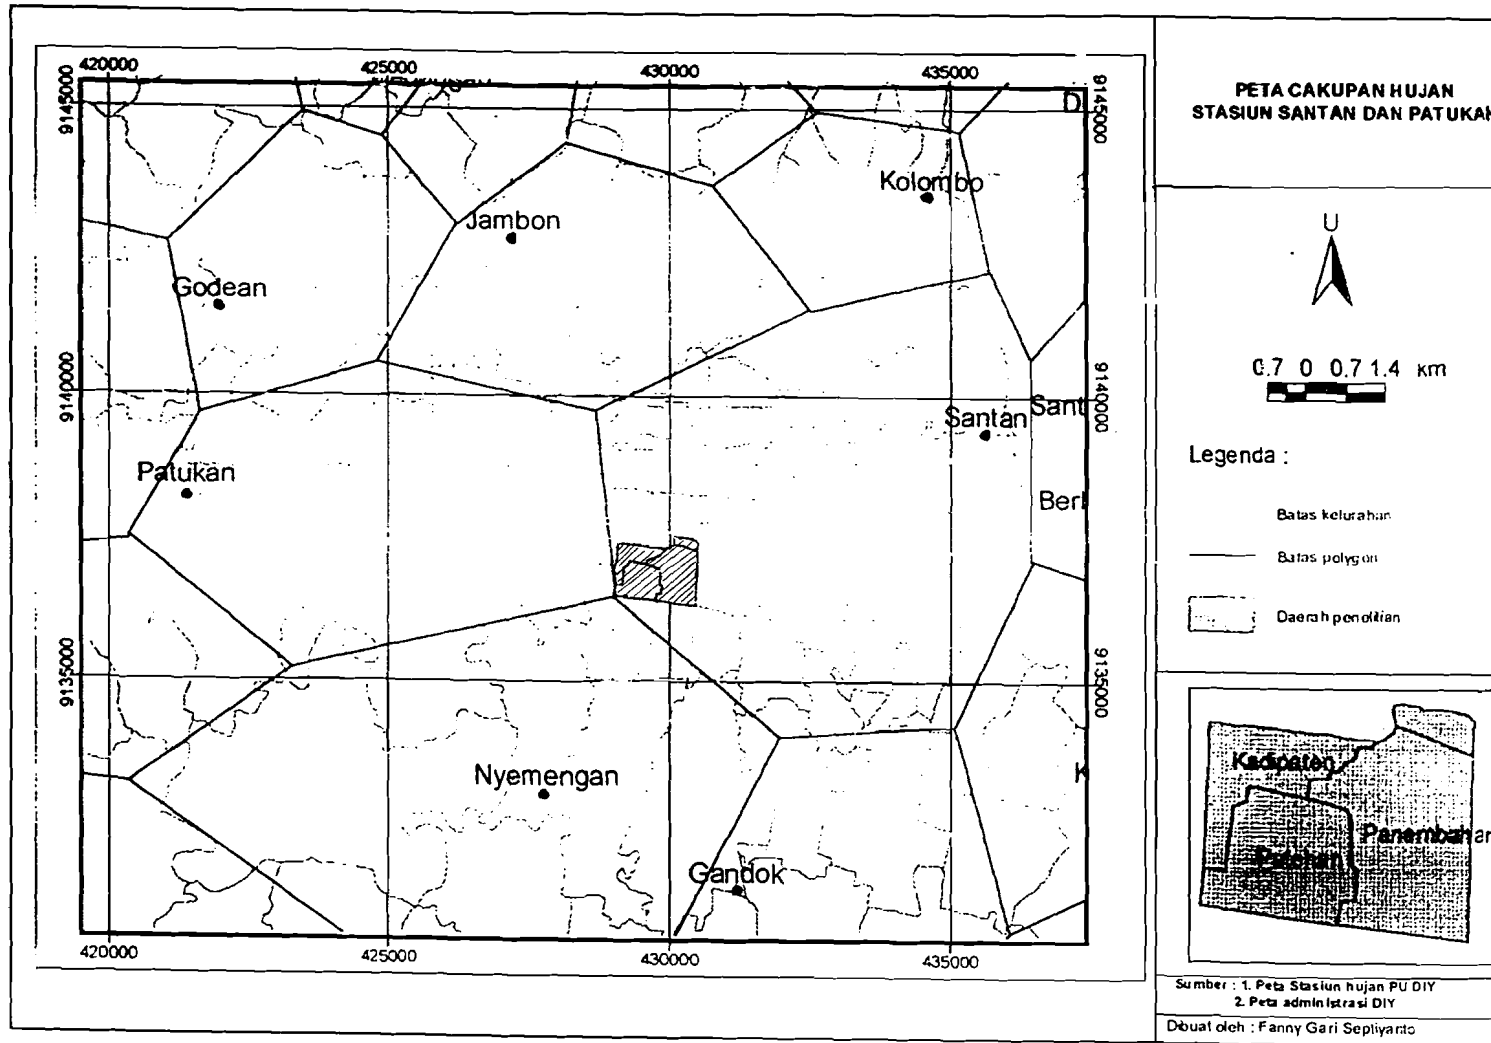 420000
425000
430000
435000
9145000
9145000
D
Kolombo
Jambon
Godean
9140000
9140000
Santan
Sant
Patukan
Ber
9135000
9135000
Nyemengan
K
Gandok
420000
425000
430000
435000
PETA CAKUPAN HUJAN
STASIUN SANTAN DAN PATUKAN
U
0.7 0 0.7 1.4 km
Legenda :
Batas kelurahan
Batas polygon
Daerah penelitian
Kadipaten
Panembahan
Patehan
Sumber : 1. Peta Stasiun hujan PU DIY
2. Peta administrasi DIY
Dibuat oleh : Fanny Gari Septiyanto